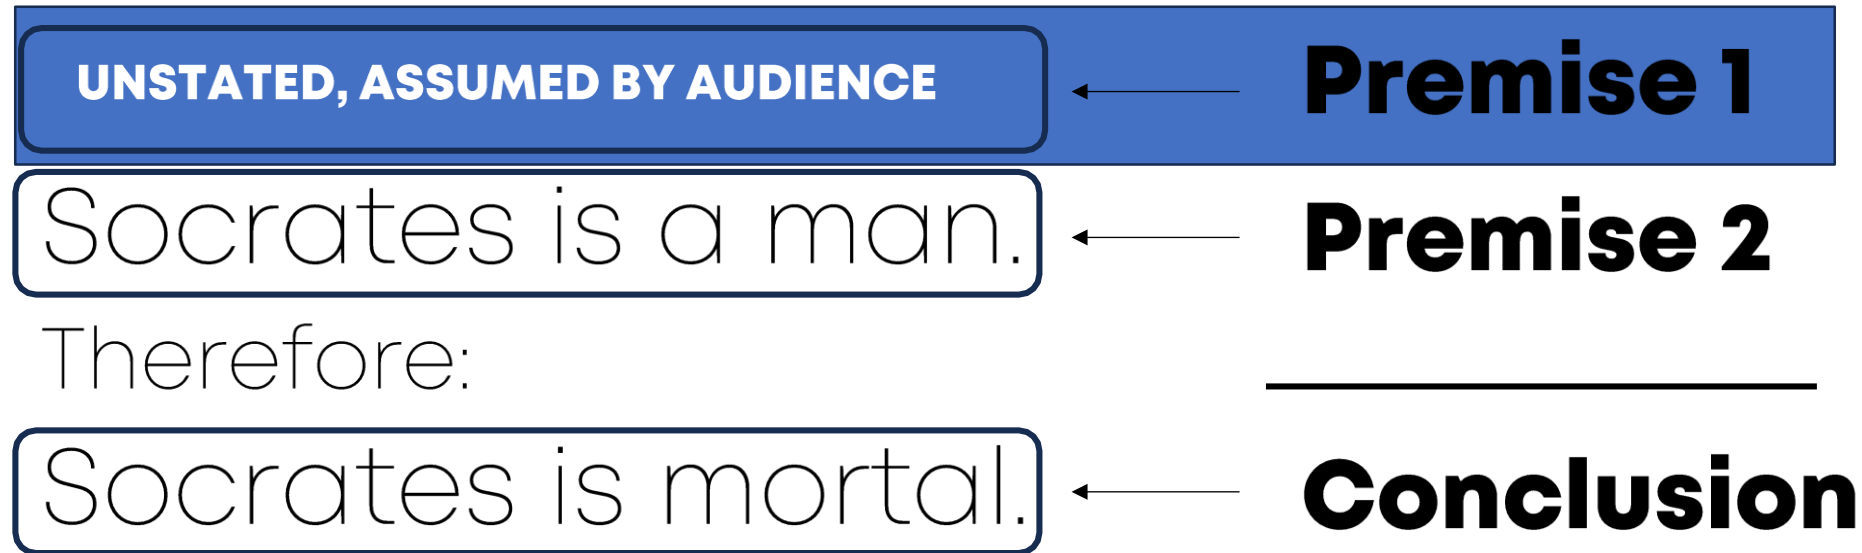 UNSTATED, ASSUMED BY AUDIENCE Premise 1
Socrates is a man. Premise 2
Therefore:
Socrates is mortal. Conclusion